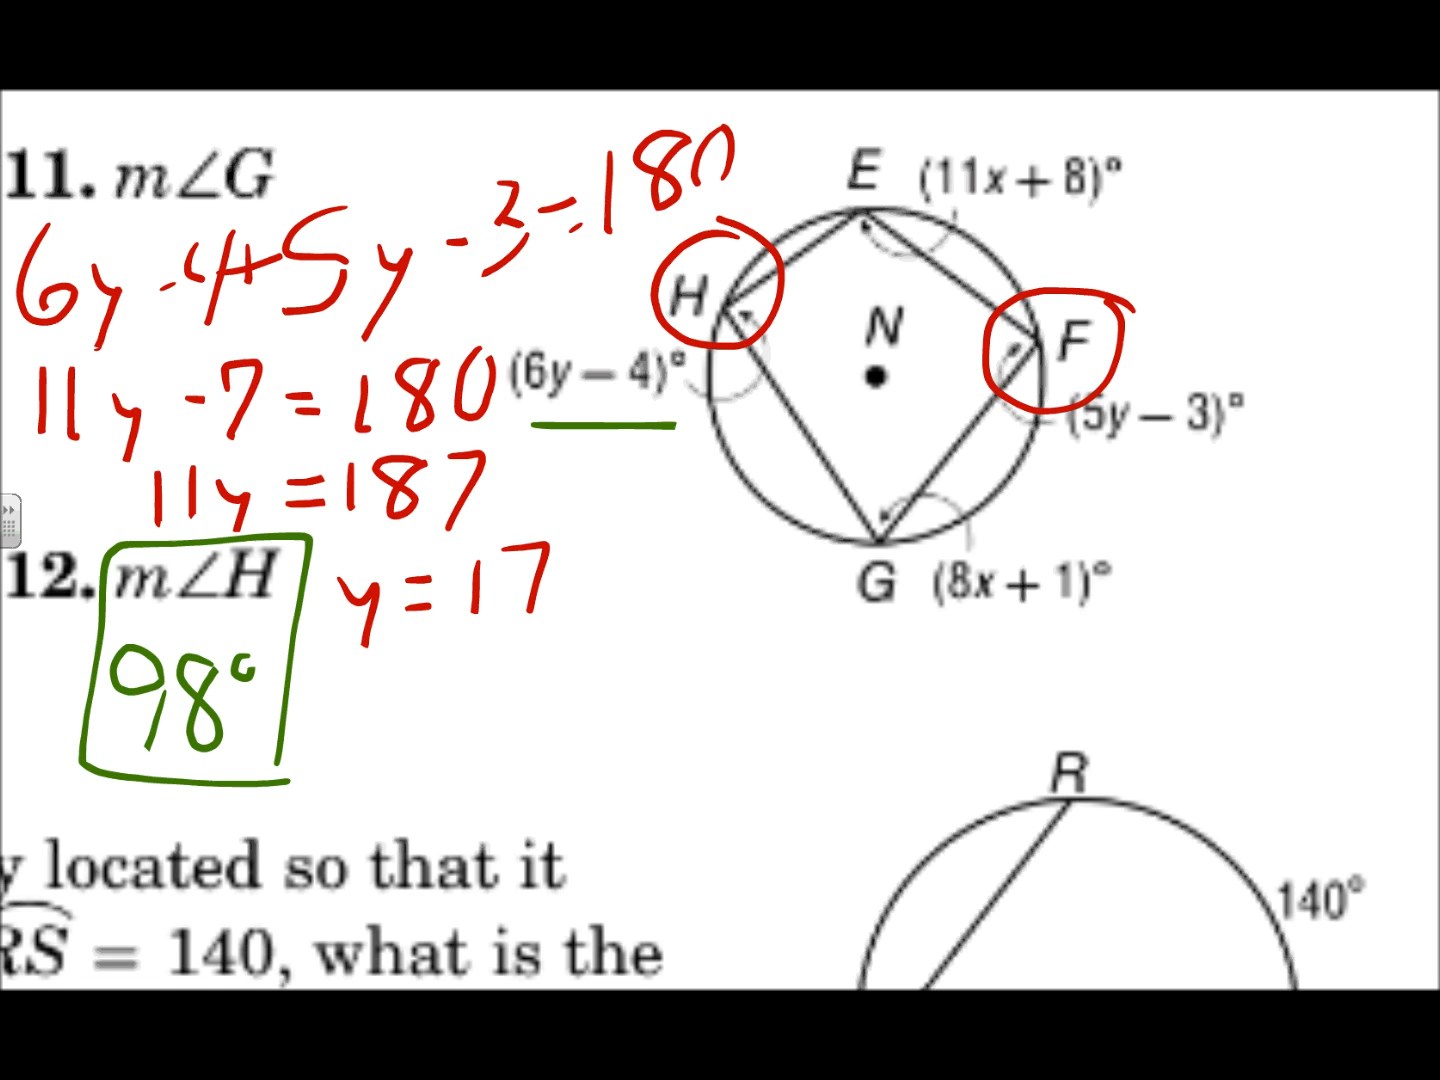 11. m∠G
6y - 4 + 5y - 3 = 180
11y - 7 = 180
11y = 187
y = 17
12. m∠H
98°
E (11x + 8)°
H
N
F
(6y – 4)°
(5y – 3)°
G (8x + 1)°
R
140°
y located so that it
RS = 140, what is the